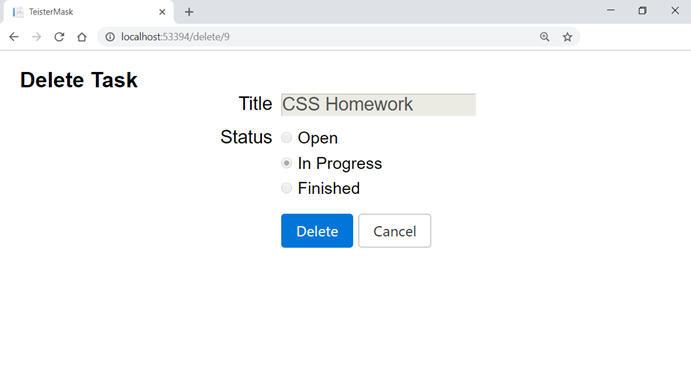 TeisterMask
localhost:53394/delete/9
Delete Task
Title CSS Homework
Status Open
In Progress
Finished
Delete Cancel